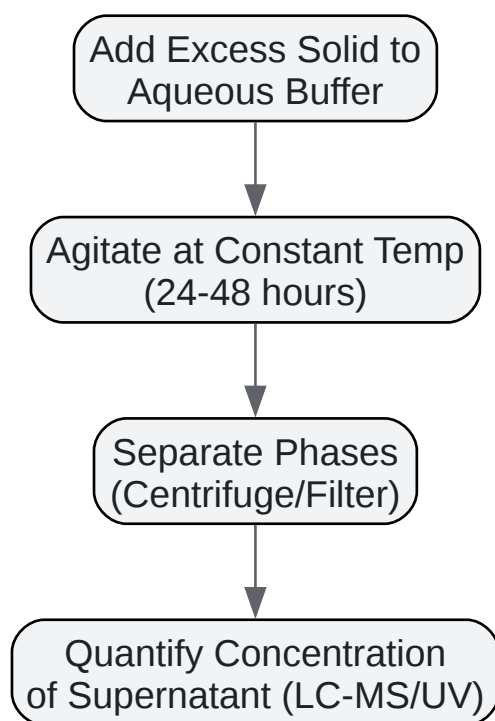 Add Excess Solid to
Aqueous Buffer
Agitate at Constant Temp
(24-48 hours)
Separate Phases
(Centrifuge/Filter)
Quantify Concentration
of Supernatant (LC-MS/UV)